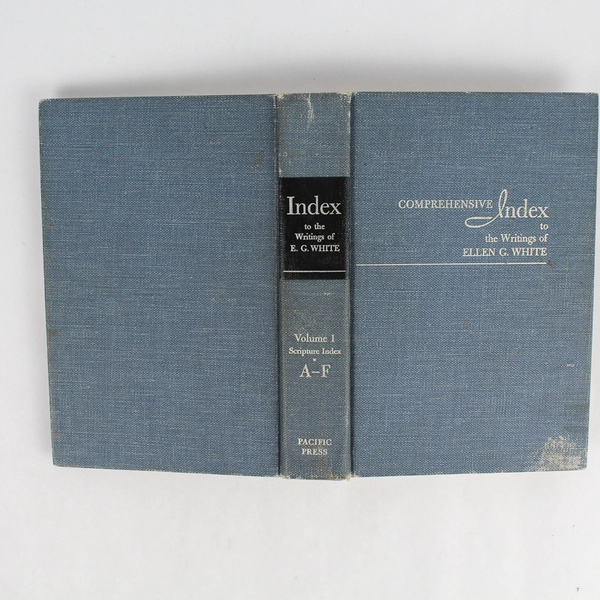 Index
to the
Writings of
E. G. WHITE
Volume 1
Scripture Index
A–F
PACIFIC
PRESS
COMPREHENSIVE Index
to
the Writings of
ELLEN G. WHITE